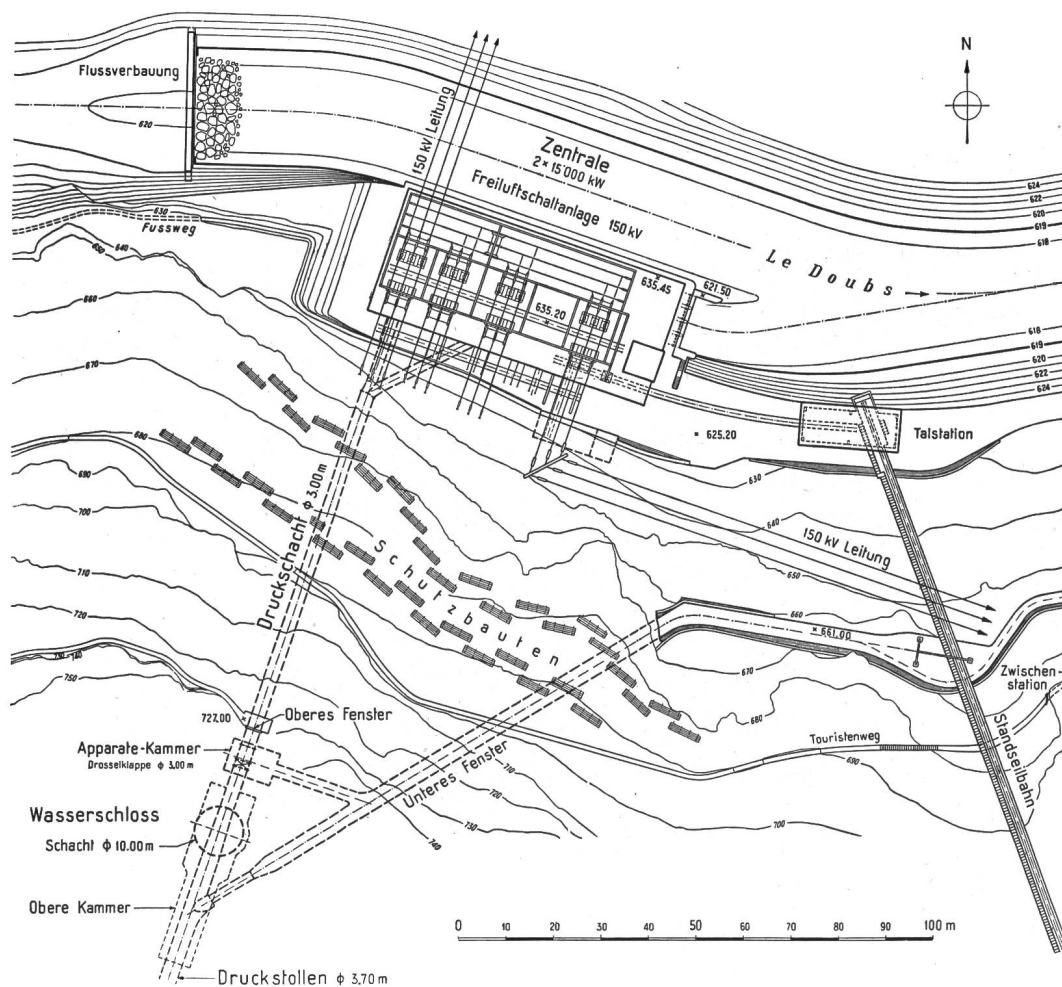 N
Flussverbauung
620
150 kV Leitung
Zentrale
2 × 15'000 kW
Freiluftschaltanlage 150 kV
624
622
620
619
618
630
Fussweg
Le Doubs
640
650
635.45
621.50
660
635.20
618
619
620
622
624
670
Talstation
625.20
680
630
690
Druckschacht ϕ 3,00 m
700
640
Schutzbauten
150 kV Leitung
710
650
720
660
661.00
670
Zwischen-
station
730
740
750
680
727.00
Oberes Fenster
Touristenweg
Apparate-Kammer
Drosselklappe ϕ 3,00 m
690
710
Unteres Fenster
720
Standseilbahn
Wasserschloss
730
700
740
Schacht ϕ 10.00 m
Obere Kammer
0 10 20 30 40 50 60 70 80 90 100 m
Druckstollen ϕ 3,70 m